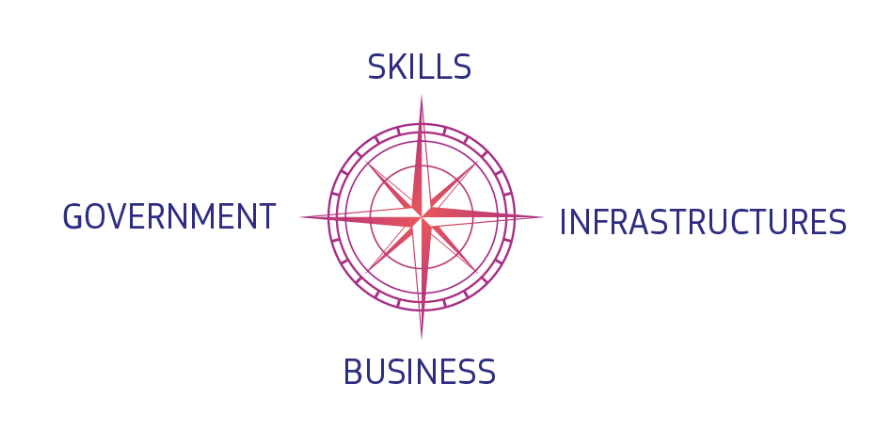 SKILLS
GOVERNMENT
INFRASTRUCTURES
BUSINESS